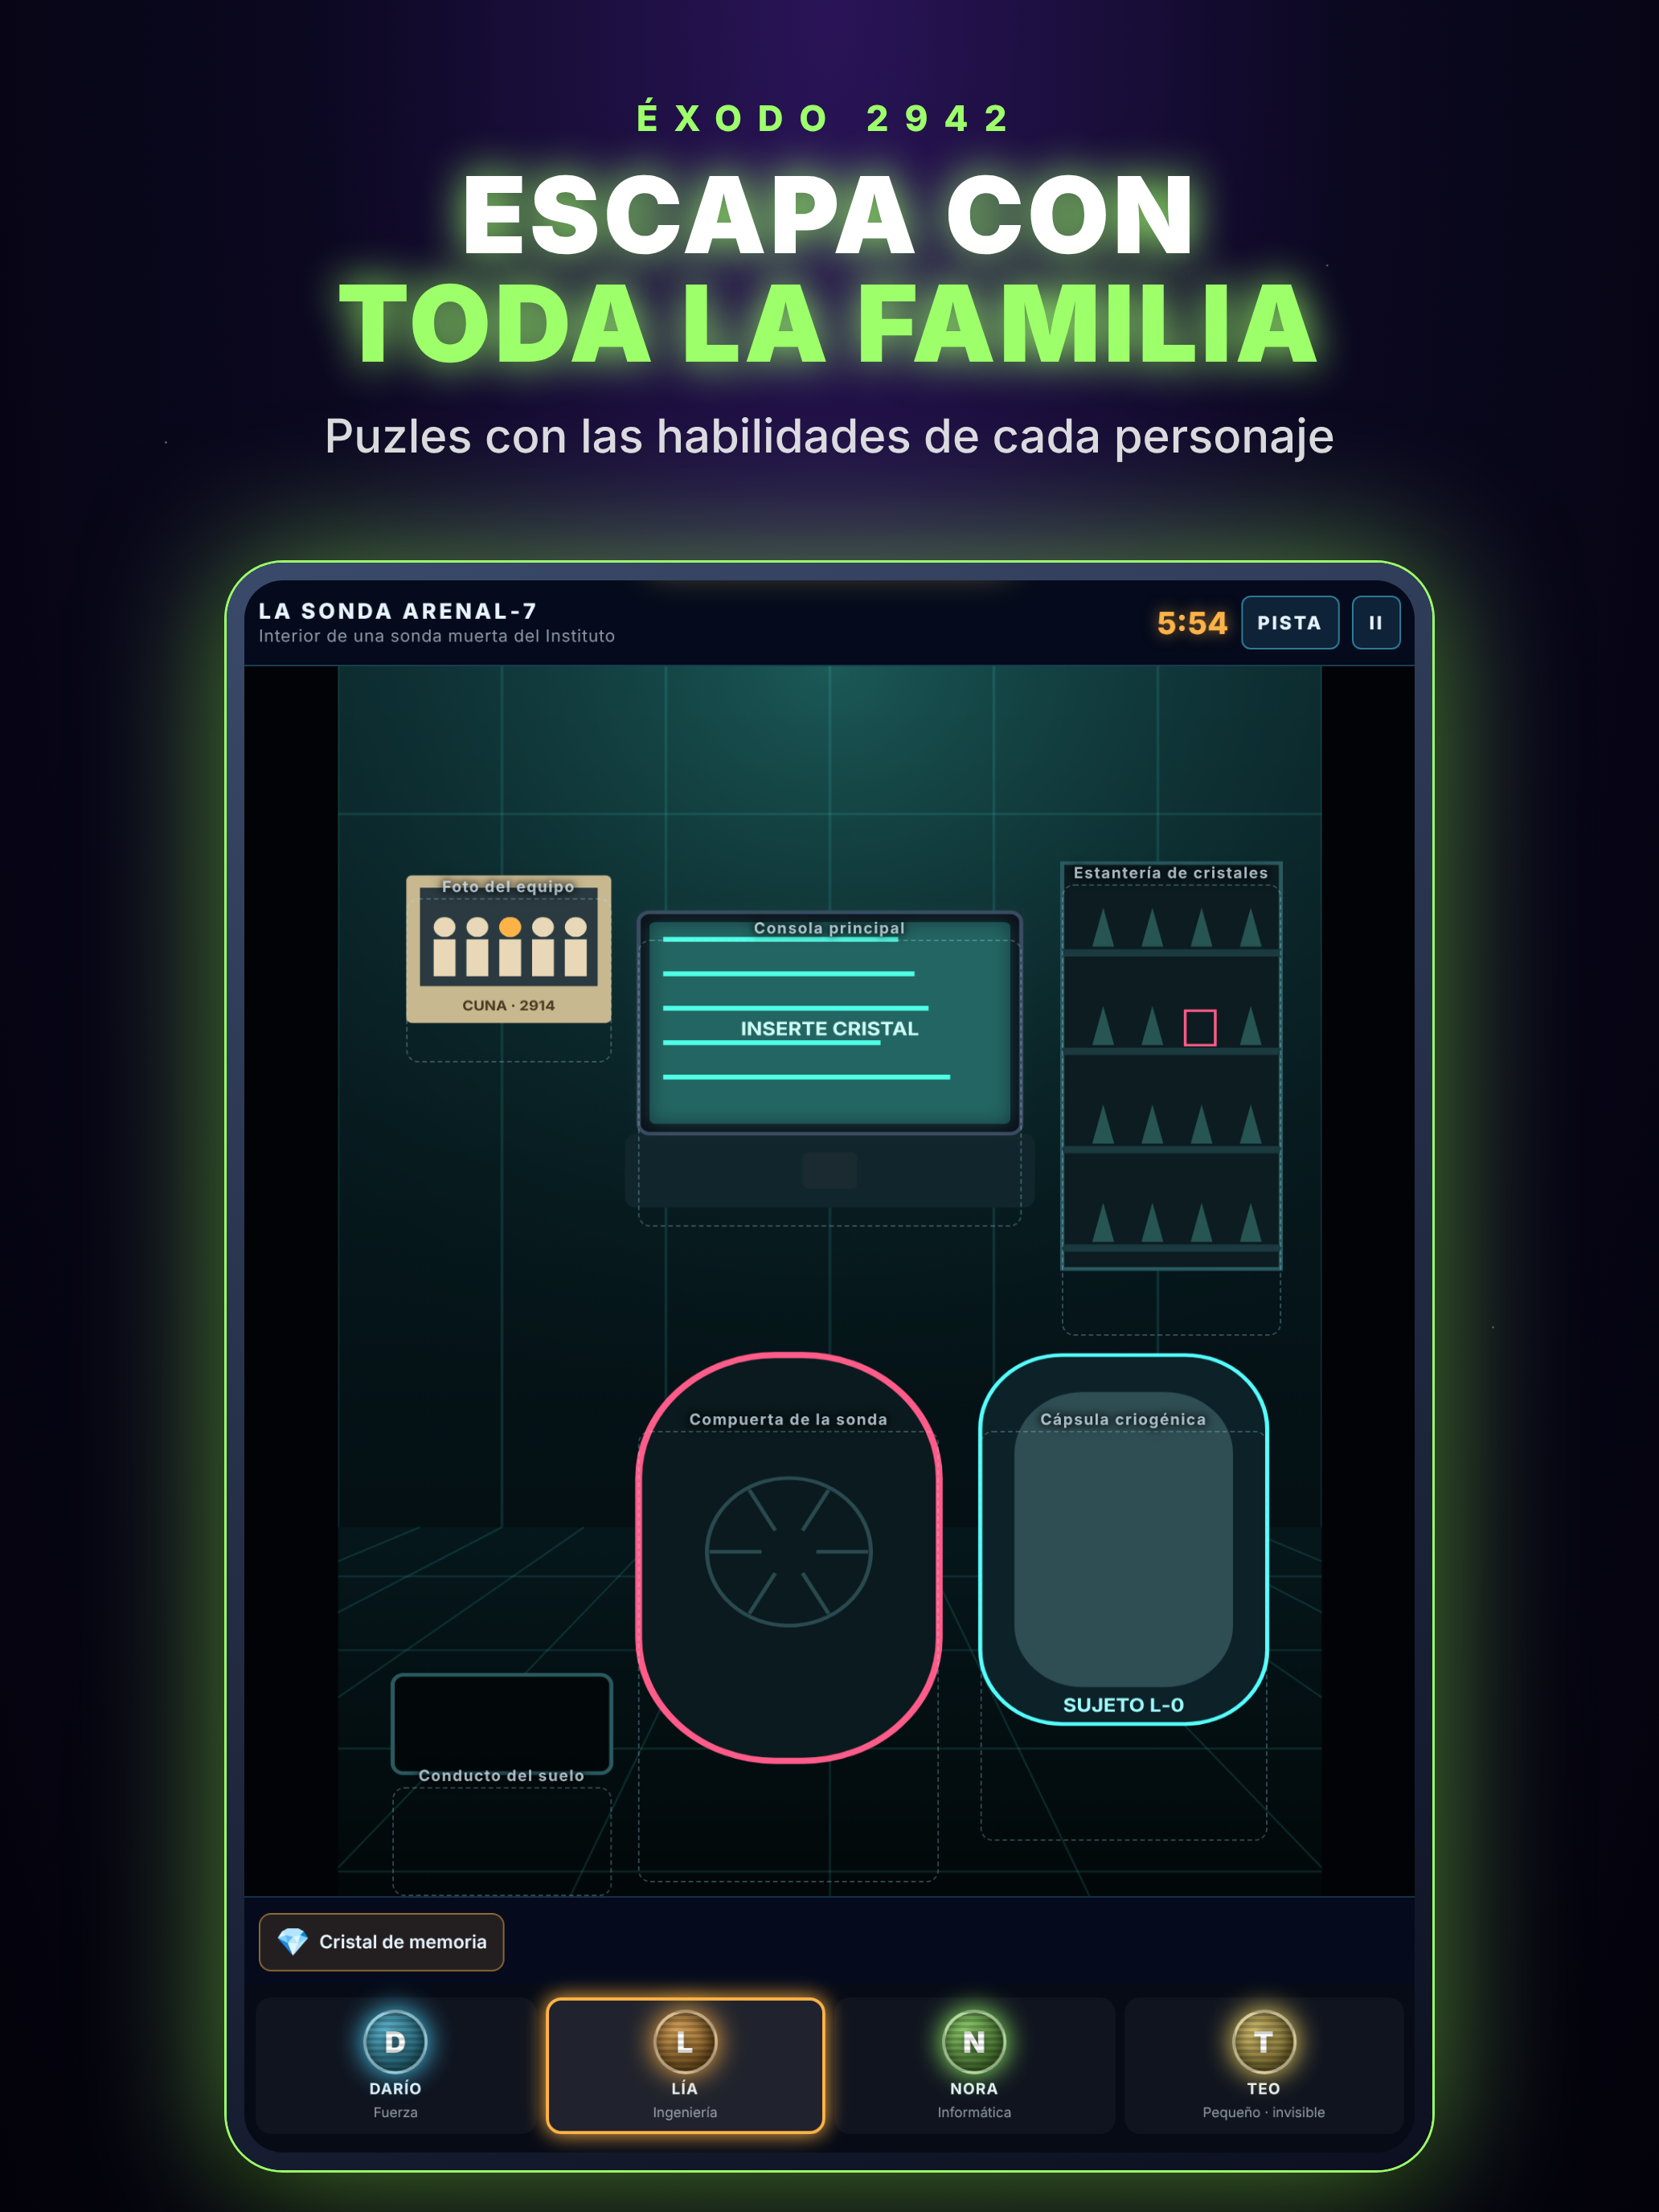 ÉXODO 2942
ESCAPA CON
TODA LA FAMILIA
Puzles con las habilidades de cada personaje
LA SONDA ARENAL-7
Interior de una sonda muerta del Instituto
5:54
PISTA
II
Foto del equipo
CUNA · 2914
Consola principal
INSERTE CRISTAL
Estantería de cristales
Compuerta de la sonda
Cápsula criogénica
SUJETO L-0
Conducto del suelo
Cristal de memoria
D
DARÍO
Fuerza
L
LÍA
Ingeniería
N
NORA
Informática
T
TEO
Pequeño · invisible